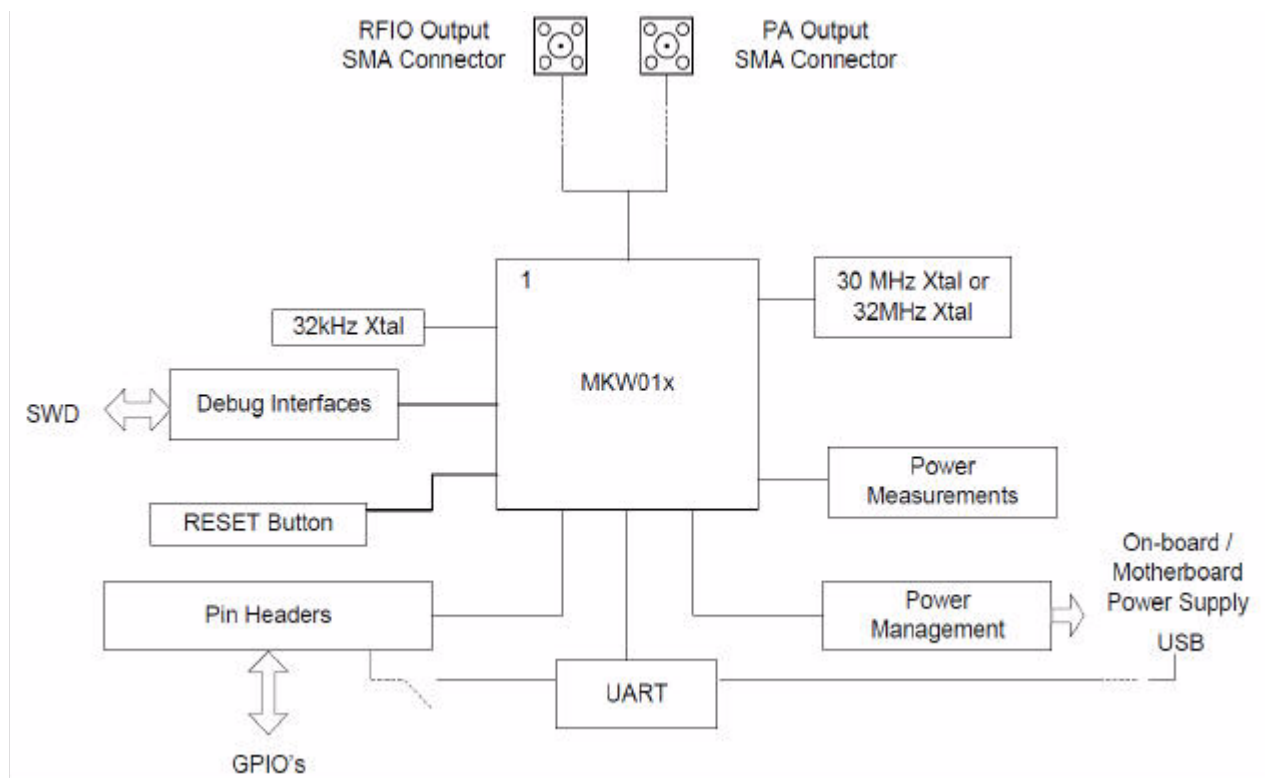 RFIO Output
SMA Connector
PA Output
SMA Connector
1
30 MHz Xtal or
32MHz Xtal
32kHz Xtal
MKW01x
SWD
Debug Interfaces
Power
Measurements
RESET Button
On-board /
Motherboard
Power Supply
USB
Pin Headers
Power
Management
UART
GPIO's